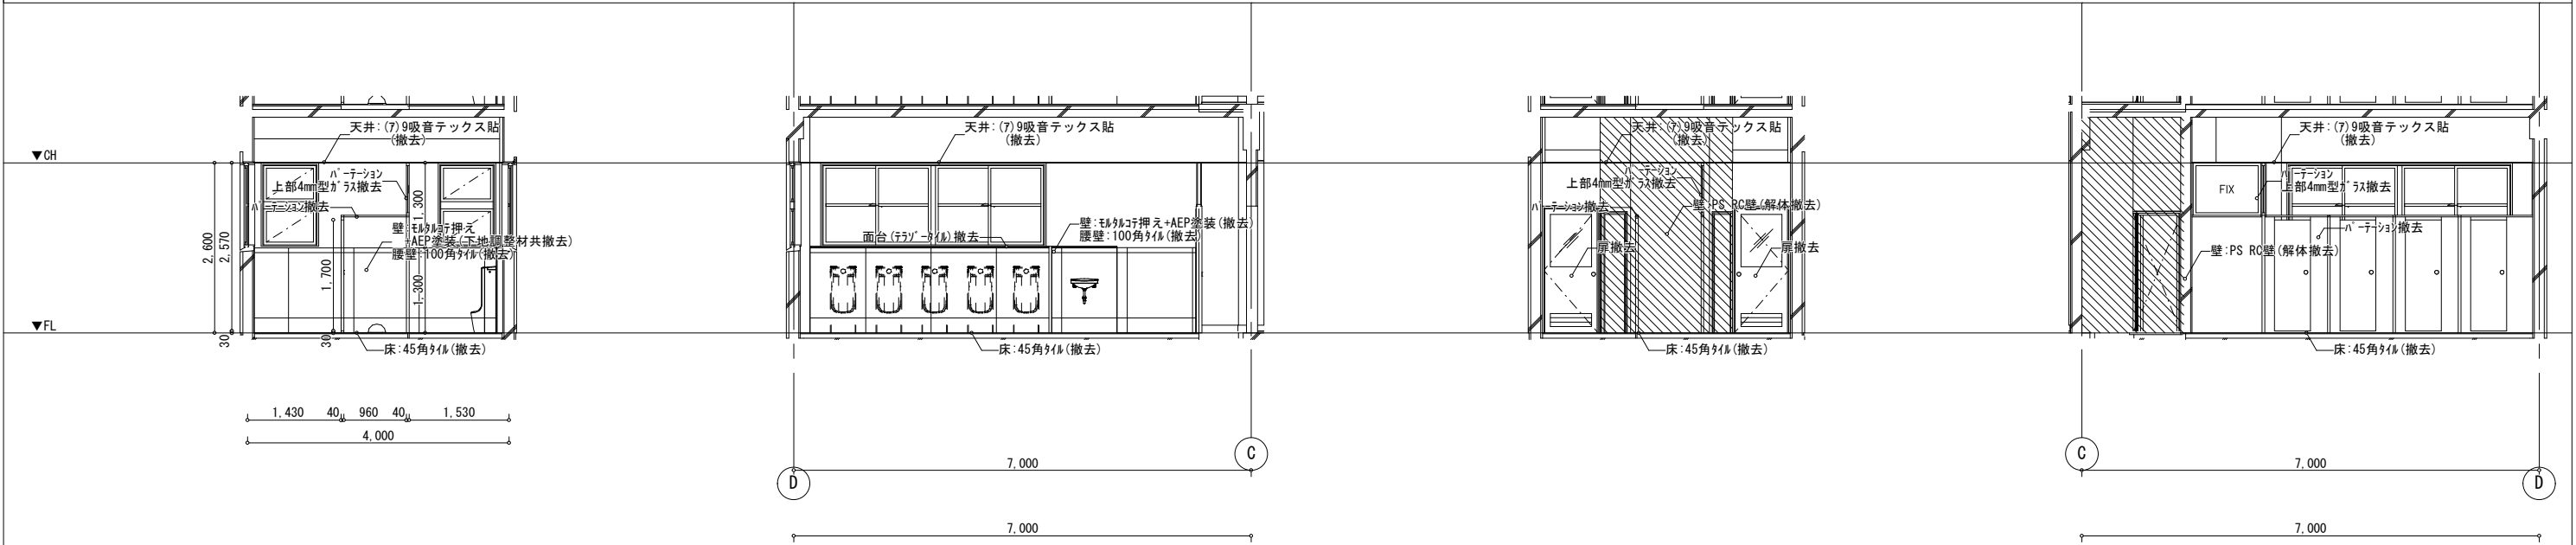 ▼CH
▼FL
天井:(ｱ)9吸音テックス貼
(撤去)
パーテーション
上部4mm型ガラス撤去
パーテーション撤去
壁:モルタルコテ押え
+AEP塗装(下地調整材共撤去)
腰壁:100角タイル(撤去)
2,600
2,570
30
1,700
30
1,300
1,300
床:45角タイル(撤去)
1,430
40
960
40
1,530
4,000
天井:(ｱ)9吸音テックス貼
(撤去)
壁:モルタルコテ押え+AEP塗装(撤去)
腰壁:100角タイル(撤去)
面台(テラゾータイル)撤去
床:45角タイル(撤去)
7,000
D
C
7,000
天井:(ｱ)9吸音テックス貼
(撤去)
パーテーション
上部4mm型ガラス撤去
パーテーション撤去
壁:PS RC壁(解体撤去)
扉撤去
扉撤去
床:45角タイル(撤去)
天井:(ｱ)9吸音テックス貼
(撤去)
FIX
パーテーション
上部4mm型ガラス撤去
パーテーション撤去
壁:PS RC壁(解体撤去)
床:45角タイル(撤去)
C
7,000
D
7,000